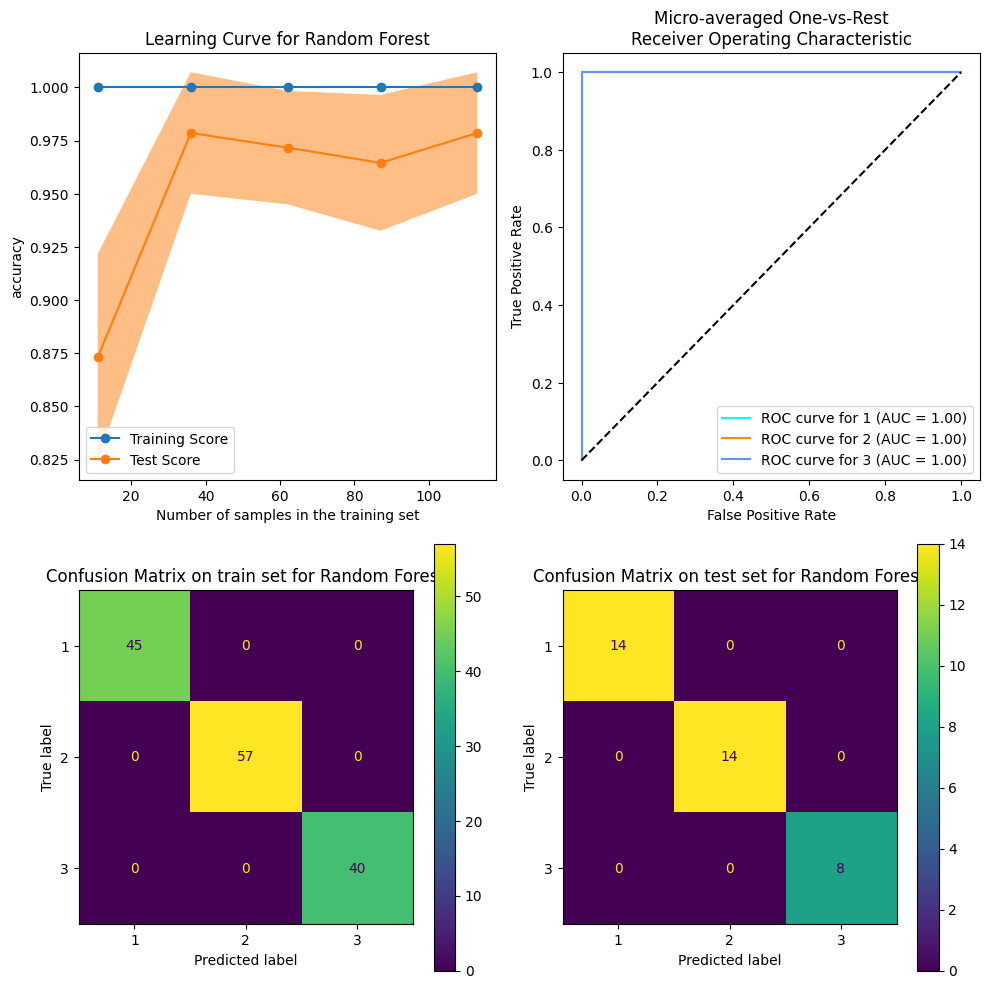 Learning Curve for Random Forest
1.000
0.975
0.950
0.925
0.900
0.875
0.850
0.825
accuracy
Training Score
Test Score
20 40 60 80 100
Number of samples in the training set
Micro-averaged One-vs-Rest
Receiver Operating Characteristic
1.0
0.8
0.6
0.4
0.2
0.0
True Positive Rate
ROC curve for 1 (AUC = 1.00)
ROC curve for 2 (AUC = 1.00)
ROC curve for 3 (AUC = 1.00)
0.0 0.2 0.4 0.6 0.8 1.0
False Positive Rate
Confusion Matrix on train set for Random Fores
1 45 0 0
2 0 57 0
3 0 0 40
True label
1 2 3
Predicted label
50
40
30
20
10
0
Confusion Matrix on test set for Random Fores
1 14 0 0
2 0 14 0
3 0 0 8
True label
1 2 3
Predicted label
14
12
10
8
6
4
2
0